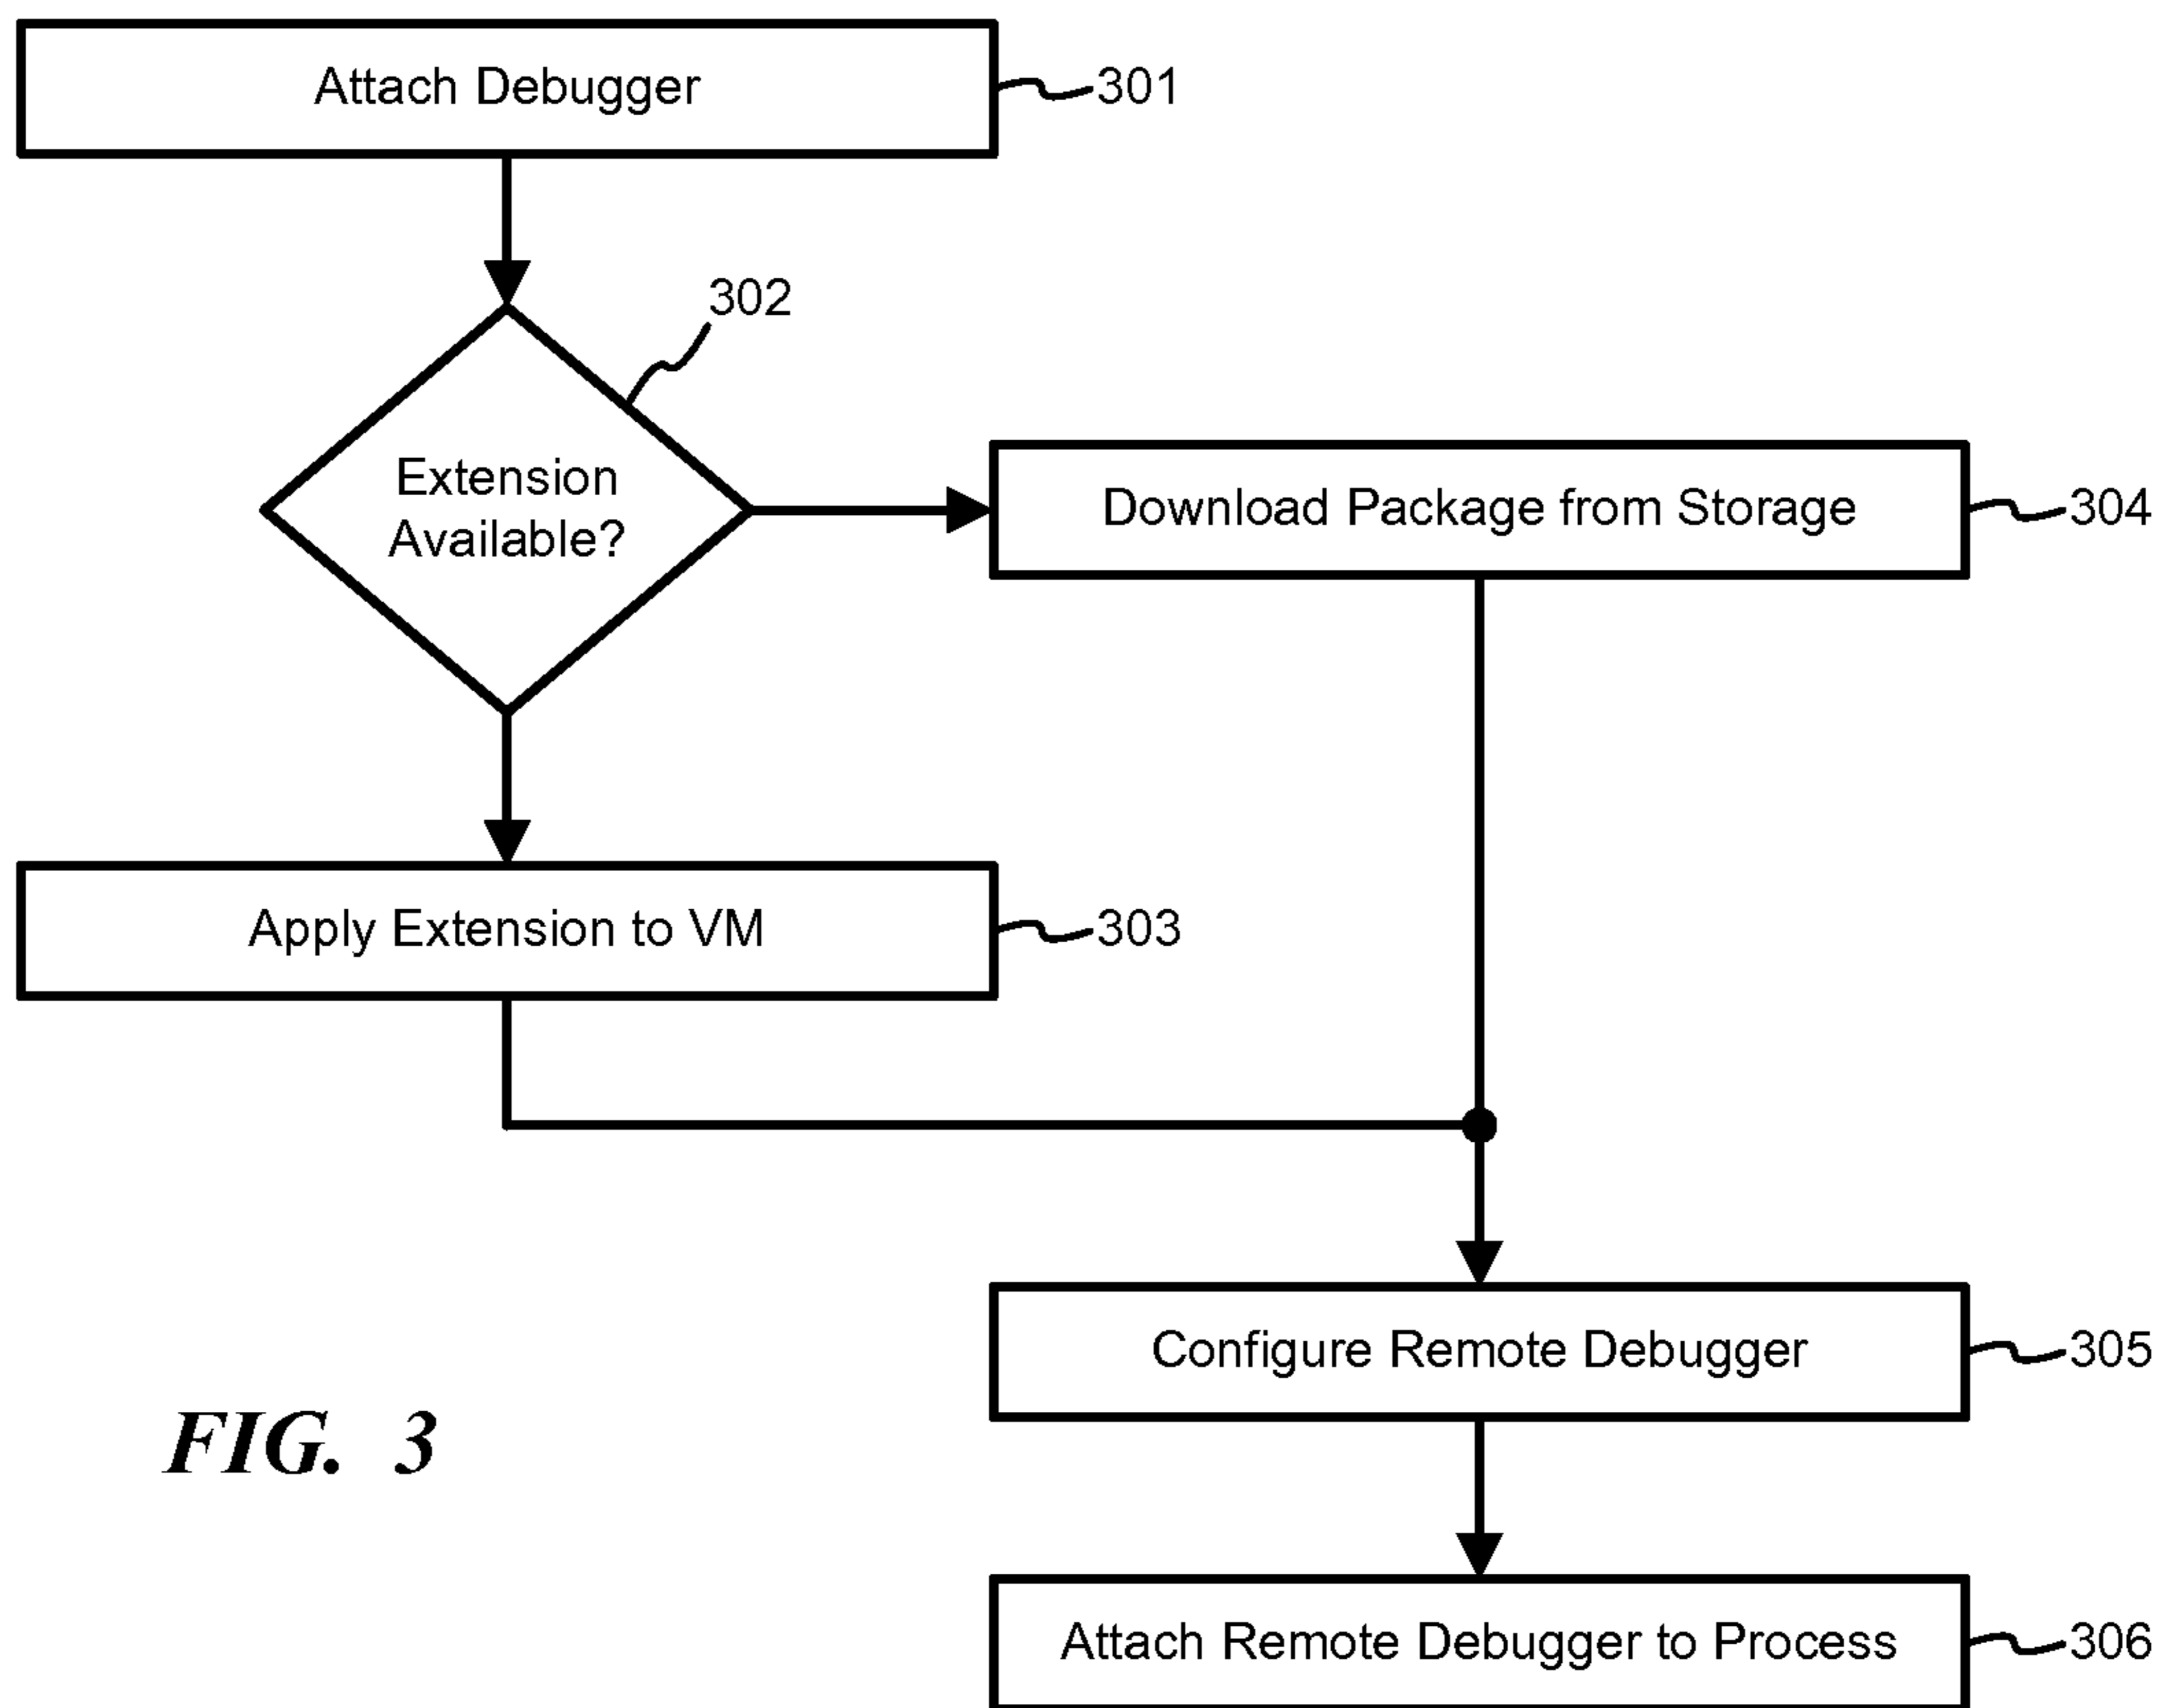 Attach Debugger
301
302
Extension
Available?
Download Package from Storage
304
Apply Extension to VM
303
Configure Remote Debugger
305
FIG. 3
Attach Remote Debugger to Process
306